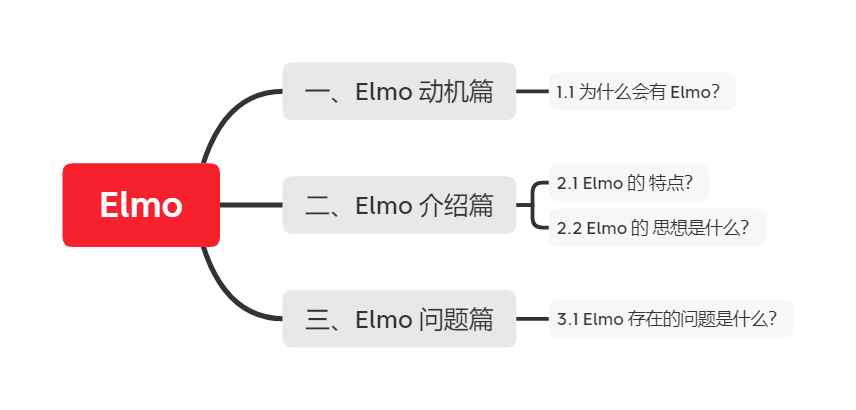 Elmo
一、Elmo 动机篇
1.1 为什么会有 Elmo?
二、Elmo 介绍篇
2.1 Elmo 的 特点?
2.2 Elmo 的 思想是什么?
三、Elmo 问题篇
3.1 Elmo 存在的问题是什么?